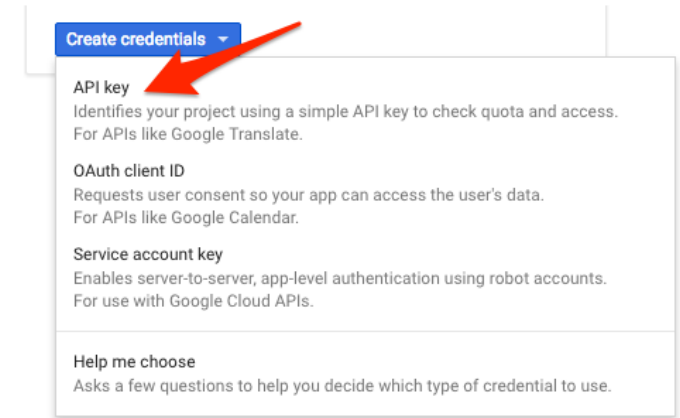 Create credentials
API key
Identifies your project using a simple API key to check quota and access.
For APIs like Google Translate.
OAuth client ID
Requests user consent so your app can access the user's data.
For APIs like Google Calendar.
Service account key
Enables server-to-server, app-level authentication using robot accounts.
For use with Google Cloud APIs.
Help me choose
Asks a few questions to help you decide which type of credential to use.